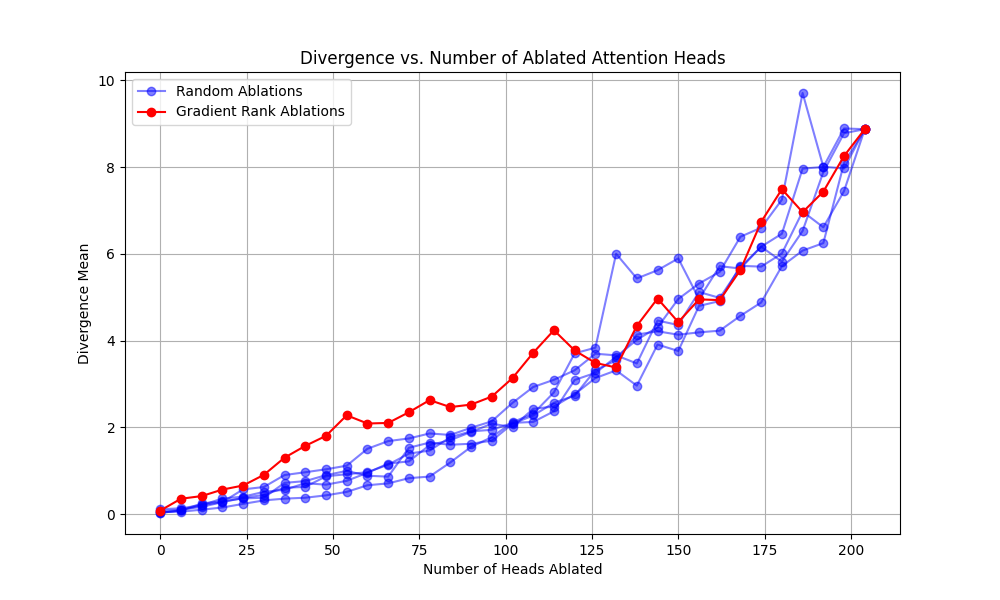 Divergence vs. Number of Ablated Attention Heads
Random Ablations
Gradient Rank Ablations
Divergence Mean
10
8
6
4
2
0
0 25 50 75 100 125 150 175 200
Number of Heads Ablated